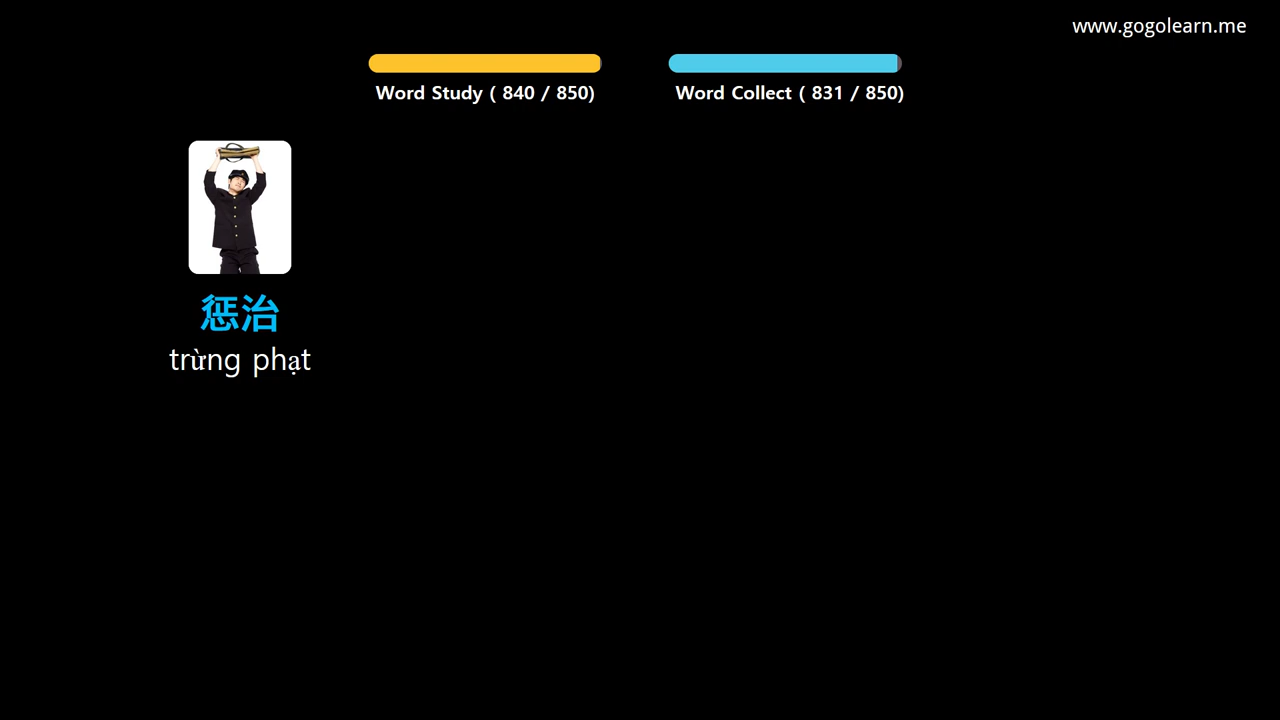 www.gogolearn.me
Word Study ( 840 / 850)
Word Collect ( 831 / 850)
惩治
trừng phạt